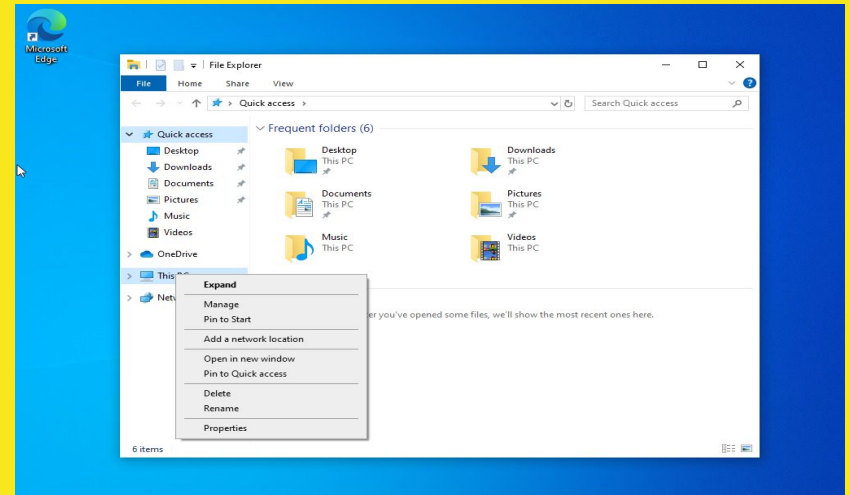 Microsoft
Edge
File Explorer
File Home Share View
Quick access
Search Quick access
Quick access
Desktop
Downloads
Documents
Pictures
Music
Videos
OneDrive
This PC
Frequent folders (6)
Desktop
This PC
Downloads
This PC
Documents
This PC
Pictures
This PC
Music
This PC
Videos
This PC
Expand
Manage
Pin to Start
Add a network location
Open in new window
Pin to Quick access
Delete
Rename
Properties
er you've opened some files, we'll show the most recent ones here.
6 items